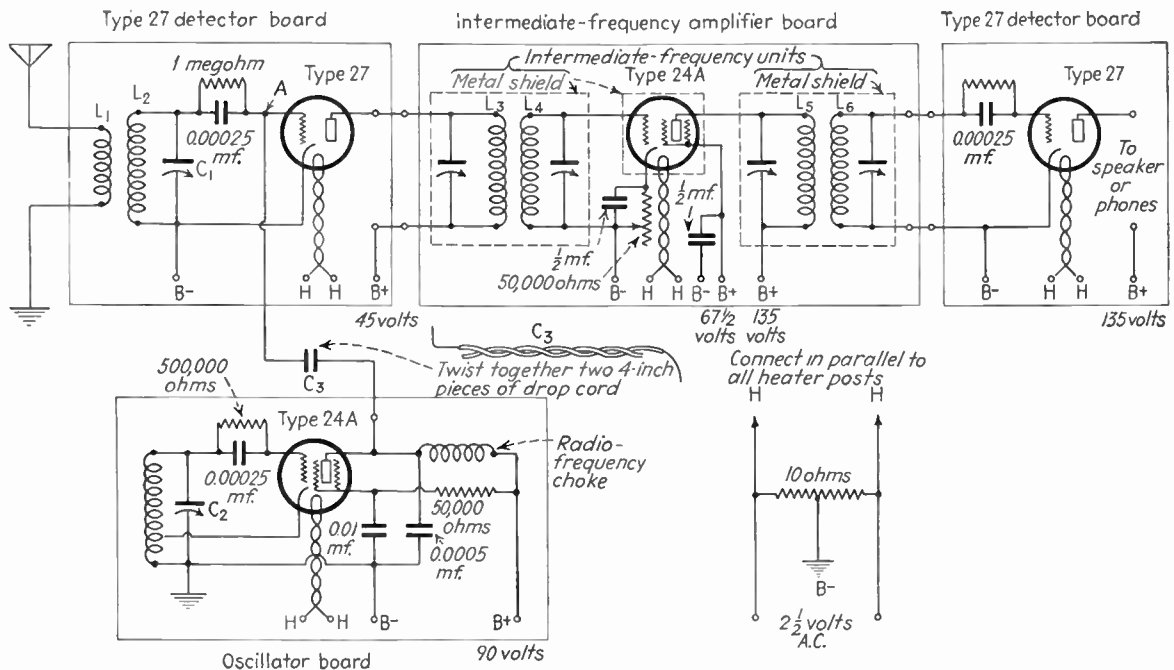 Type 27 detector board
Intermediate-frequency amplifier board
Type 27 detector board
1 megohm
A
Type 27
L1
L2
0.00025
mf.
C1
B-
H
H
B+
45 volts
Intermediate-frequency units
Metal shield
Type 24A
Metal shield
L3
L4
L5
L6
1/2 mf.
1/2 mf.
50,000 ohms
B-
H
H
B-
B+
B+
67 1/2
volts
135
volts
Type 27
0.00025
mf.
To
speaker
or
phones
B-
H
H
B+
135 volts
C3
C3
Twist together two 4-inch
pieces of drop cord
500,000
ohms
Type 24A
0.00025
mf.
C2
Radio-
frequency
choke
50,000
ohms
0.01
mf.
0.0005
mf.
H
H
B-
B+
Oscillator board
90 volts
Connect in parallel to
all heater posts
H
H
10 ohms
B-
2 1/2 volts
A.C.